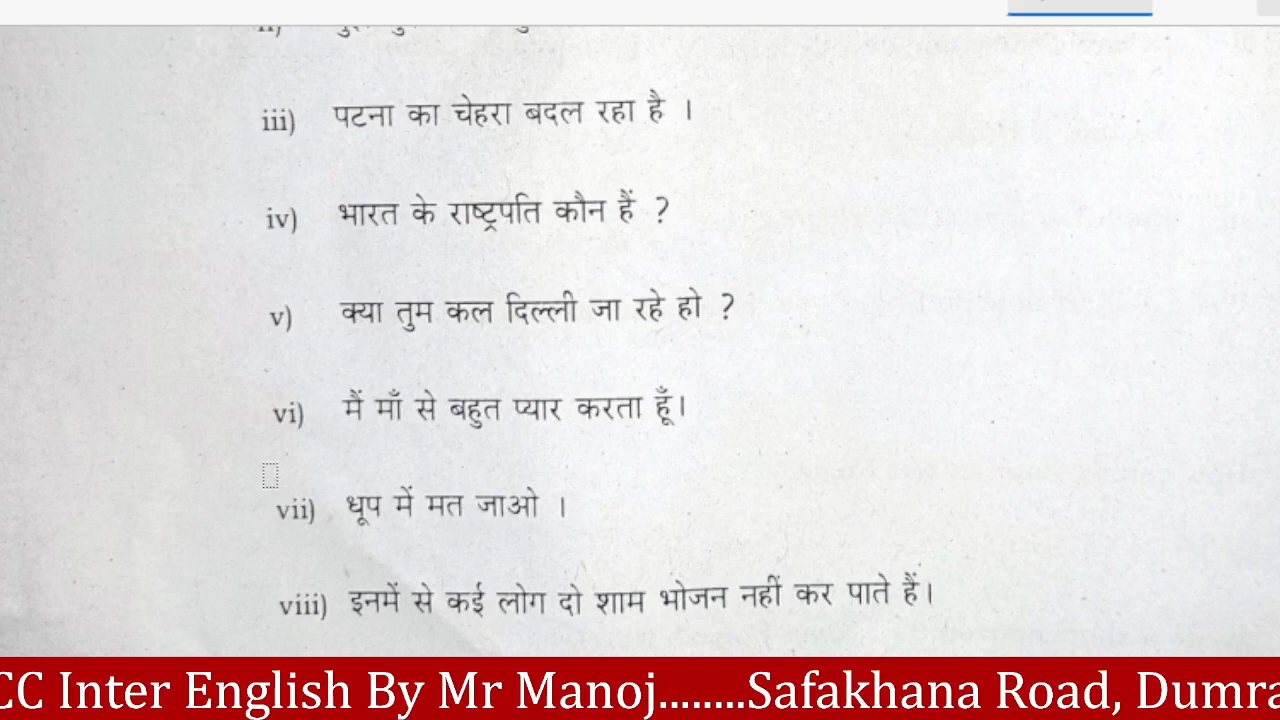 iii) पटना का चेहरा बदल रहा है ।
iv) भारत के राष्ट्रपति कौन हैं ?
v) क्या तुम कल दिल्ली जा रहे हो ?
vi) मैं माँ से बहुत प्यार करता हूँ।
vii) धूप में मत जाओ ।
viii) इनमें से कई लोग दो शाम भोजन नहीं कर पाते हैं।
CC Inter English By Mr Manoj........Safakhana Road, Dumra